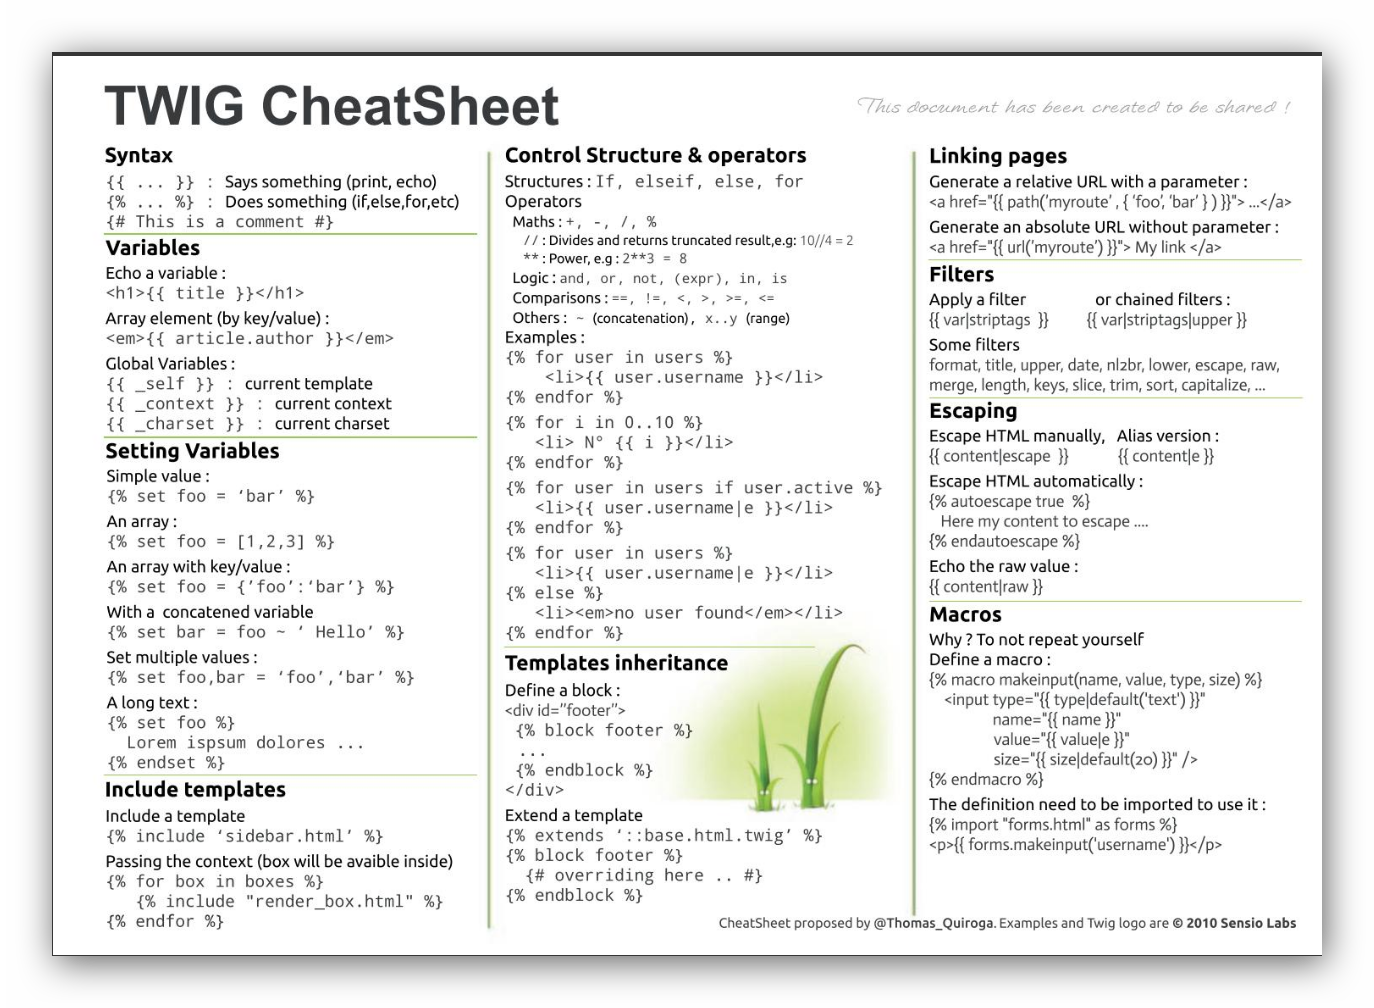 TWIG CheatSheet
This document has been created to be shared !
Syntax
{{ ... }} : Says something (print, echo)
{% ... %} : Does something (if,else,for,etc)
{# This is a comment #}
Variables
Echo a variable :
<h1>{{ title }}</h1>
Array element (by key/value) :
<em>{{ article.author }}</em>
Global Variables :
{{ _self }} : current template
{{ _context }} : current context
{{ _charset }} : current charset
Setting Variables
Simple value :
{% set foo = ‘bar’ %}
An array :
{% set foo = [1,2,3] %}
An array with key/value :
{% set foo = {’foo’:‘bar’} %}
With a concatened variable
{% set bar = foo ~ ‘ Hello’ %}
Set multiple values :
{% set foo,bar = ‘foo’,‘bar’ %}
A long text :
{% set foo %}
Lorem ispsum dolores ...
{% endset %}
Include templates
Include a template
{% include ‘sidebar.html’ %}
Passing the context (box will be avaible inside)
{% for box in boxes %}
{% include "render_box.html" %}
{% endfor %}
Control Structure & operators
Structures : If, elseif, else, for
Operators
Maths : +, -, /, %
// : Divides and returns truncated result,e.g: 10//4 = 2
** : Power, e.g : 2**3 = 8
Logic : and, or, not, (expr), in, is
Comparisons : ==, !=, <, >, >=, <=
Others : ~ (concatenation), x..y (range)
Examples :
{% for user in users %}
<li>{{ user.username }}</li>
{% endfor %}
{% for i in 0..10 %}
<li> N° {{ i }}</li>
{% endfor %}
{% for user in users if user.active %}
<li>{{ user.username|e }}</li>
{% endfor %}
{% for user in users %}
<li>{{ user.username|e }}</li>
{% else %}
<li><em>no user found</em></li>
{% endfor %}
Templates inheritance
Define a block :
<div id=”footer”>
{% block footer %}
...
{% endblock %}
</div>
Extend a template
{% extends ‘::base.html.twig’ %}
{% block footer %}
{# overriding here .. #}
{% endblock %}
Linking pages
Generate a relative URL with a parameter :
<a href="{{ path(’myroute’ , { ‘foo’, ‘bar’ } ) }}"> ...</a>
Generate an absolute URL without parameter :
<a href="{{ url(’myroute’) }}"> My link </a>
Filters
Apply a filter or chained filters :
{{ var|striptags }} {{ var|striptags|upper }}
Some filters
format, title, upper, date, nl2br, lower, escape, raw,
merge, length, keys, slice, trim, sort, capitalize, ...
Escaping
Escape HTML manually, Alias version :
{{ content|escape }} {{ content|e }}
Escape HTML automatically :
{% autoescape true %}
Here my content to escape ....
{% endautoescape %}
Echo the raw value :
{{ content|raw }}
Macros
Why ? To not repeat yourself
Define a macro :
{% macro makeinput(name, value, type, size) %}
<input type="{{ type|default('text') }}"
name="{{ name }}"
value="{{ value|e }}"
size="{{ size|default(20) }}" />
{% endmacro %}
The definition need to be imported to use it :
{% import "forms.html" as forms %}
<p>{{ forms.makeinput('username') }}</p>
CheatSheet proposed by @Thomas_Quiroga. Examples and Twig logo are © 2010 Sensio Labs